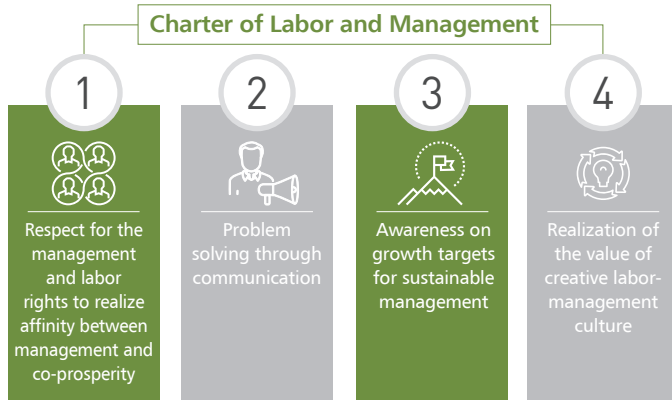 Charter of Labor and Management
1
Respect for the
management
and labor
rights to realize
affinity between
management and
co-prosperity
2
Problem
solving through
communication
3
Awareness on
growth targets
for sustainable
management
4
Realization of
the value of
creative labor-
management
culture